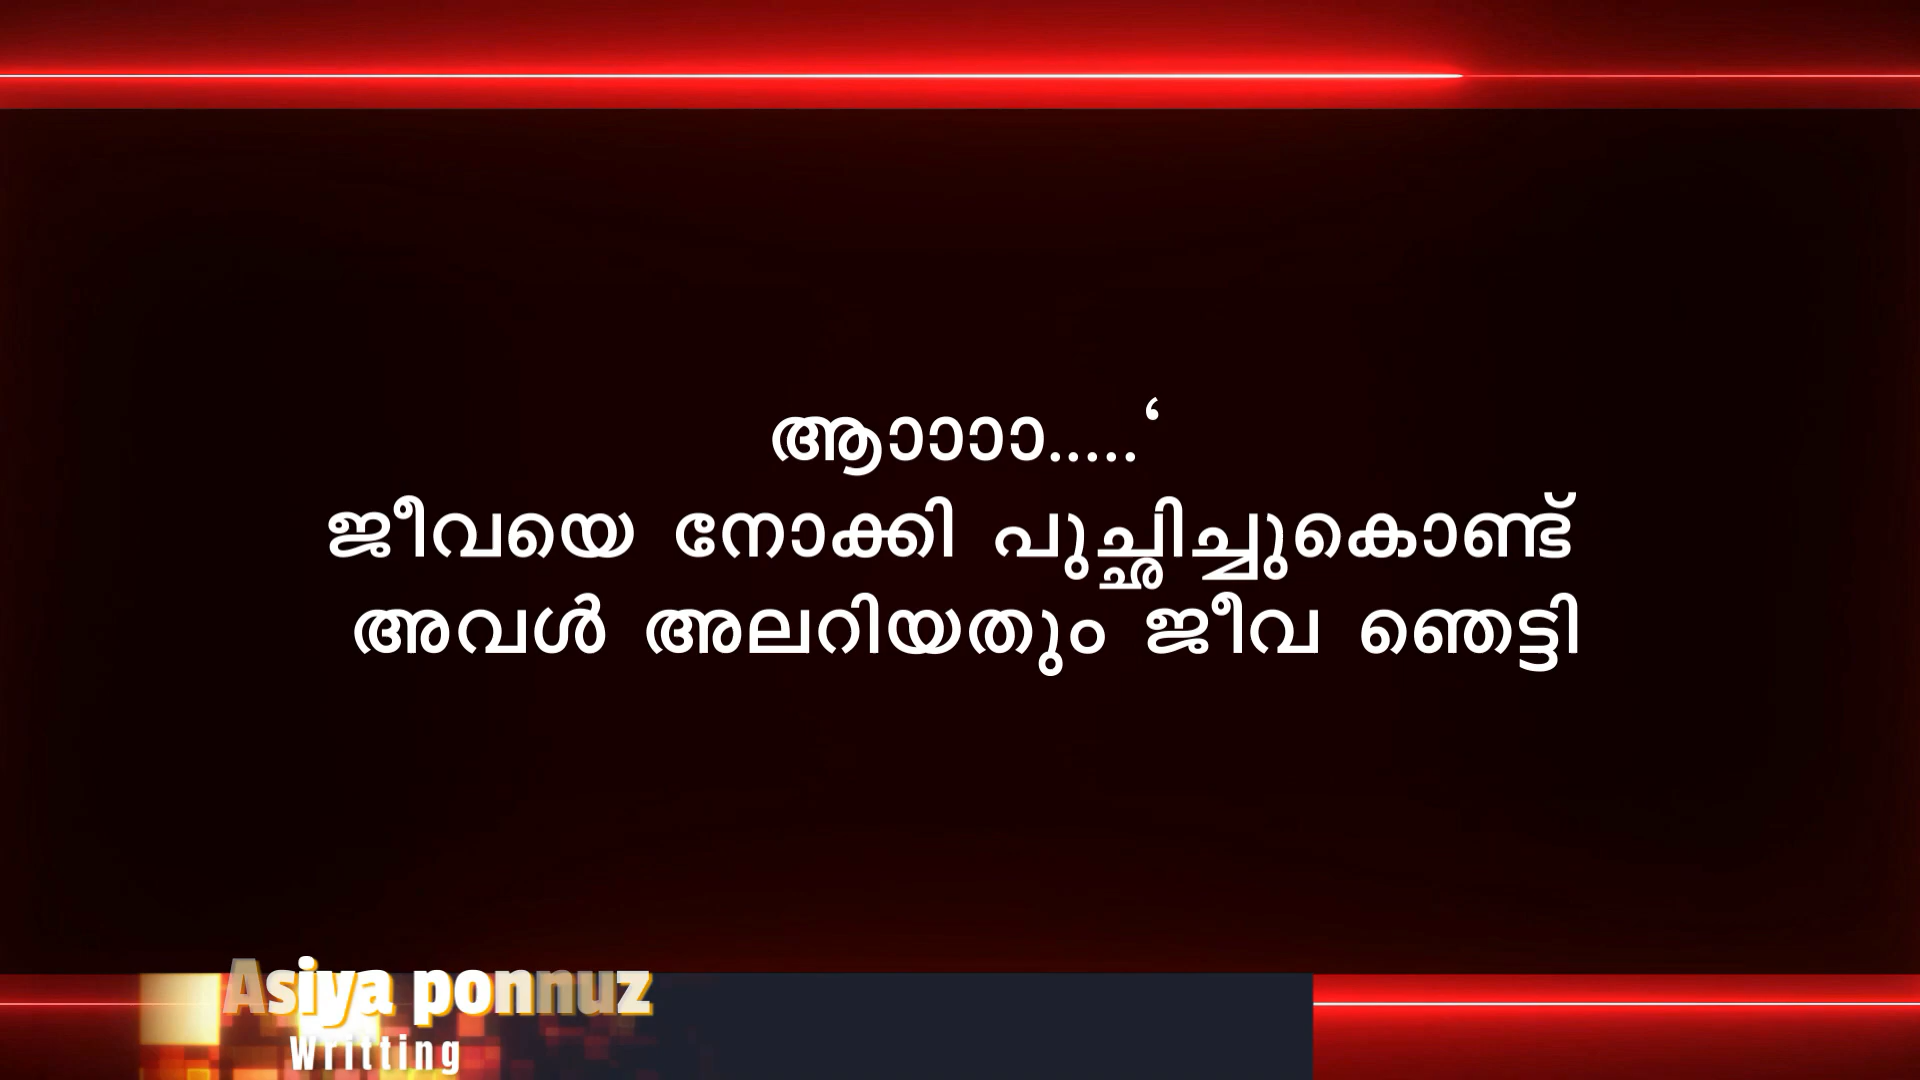 ആാാാാ.....‘
ജീവയെ നോക്കി പുച്ഛിച്ചുകൊണ്ട്
അവൾ അലറിയതും ജീവ ഞെട്ടി
Asiya ponnuz
Writting